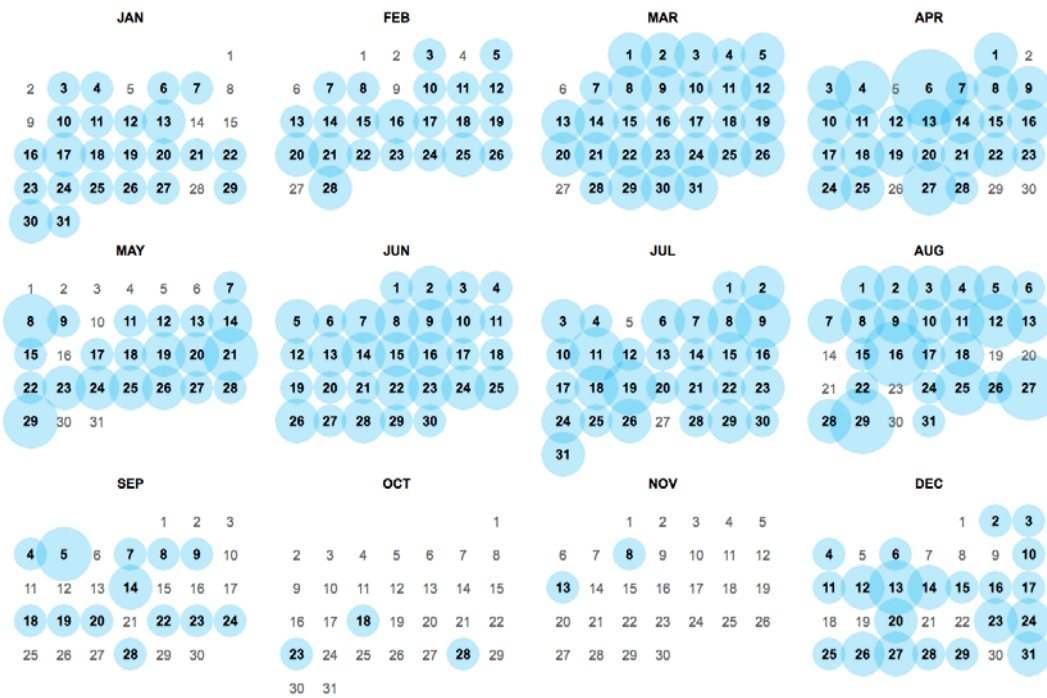 JAN
1
2 3 4 5 6 7 8
9 10 11 12 13 14 15
16 17 18 19 20 21 22
23 24 25 26 27 28 29
30 31
FEB
1 2 3 4 5
6 7 8 9 10 11 12
13 14 15 16 17 18 19
20 21 22 23 24 25 26
27 28
MAR
1 2 3 4 5
6 7 8 9 10 11 12
13 14 15 16 17 18 19
20 21 22 23 24 25 26
27 28 29 30 31
APR
1 2
3 4 5 6 7 8 9
10 11 12 13 14 15 16
17 18 19 20 21 22 23
24 25 26 27 28 29 30
MAY
1 2 3 4 5 6 7
8 9 10 11 12 13 14
15 16 17 18 19 20 21
22 23 24 25 26 27 28
29 30 31
JUN
1 2 3 4
5 6 7 8 9 10 11
12 13 14 15 16 17 18
19 20 21 22 23 24 25
26 27 28 29 30
JUL
1 2
3 4 5 6 7 8 9
10 11 12 13 14 15 16
17 18 19 20 21 22 23
24 25 26 27 28 29 30
31
AUG
1 2 3 4 5 6
7 8 9 10 11 12 13
14 15 16 17 18 19 20
21 22 23 24 25 26 27
28 29 30 31
SEP
1 2 3
4 5 6 7 8 9 10
11 12 13 14 15 16 17
18 19 20 21 22 23 24
25 26 27 28 29 30
OCT
1
2 3 4 5 6 7 8
9 10 11 12 13 14 15
16 17 18 19 20 21 22
23 24 25 26 27 28 29
30 31
NOV
1 2 3 4 5
6 7 8 9 10 11 12
13 14 15 16 17 18 19
20 21 22 23 24 25 26
27 28 29 30
DEC
1 2 3
4 5 6 7 8 9 10
11 12 13 14 15 16 17
18 19 20 21 22 23 24
25 26 27 28 29 30 31